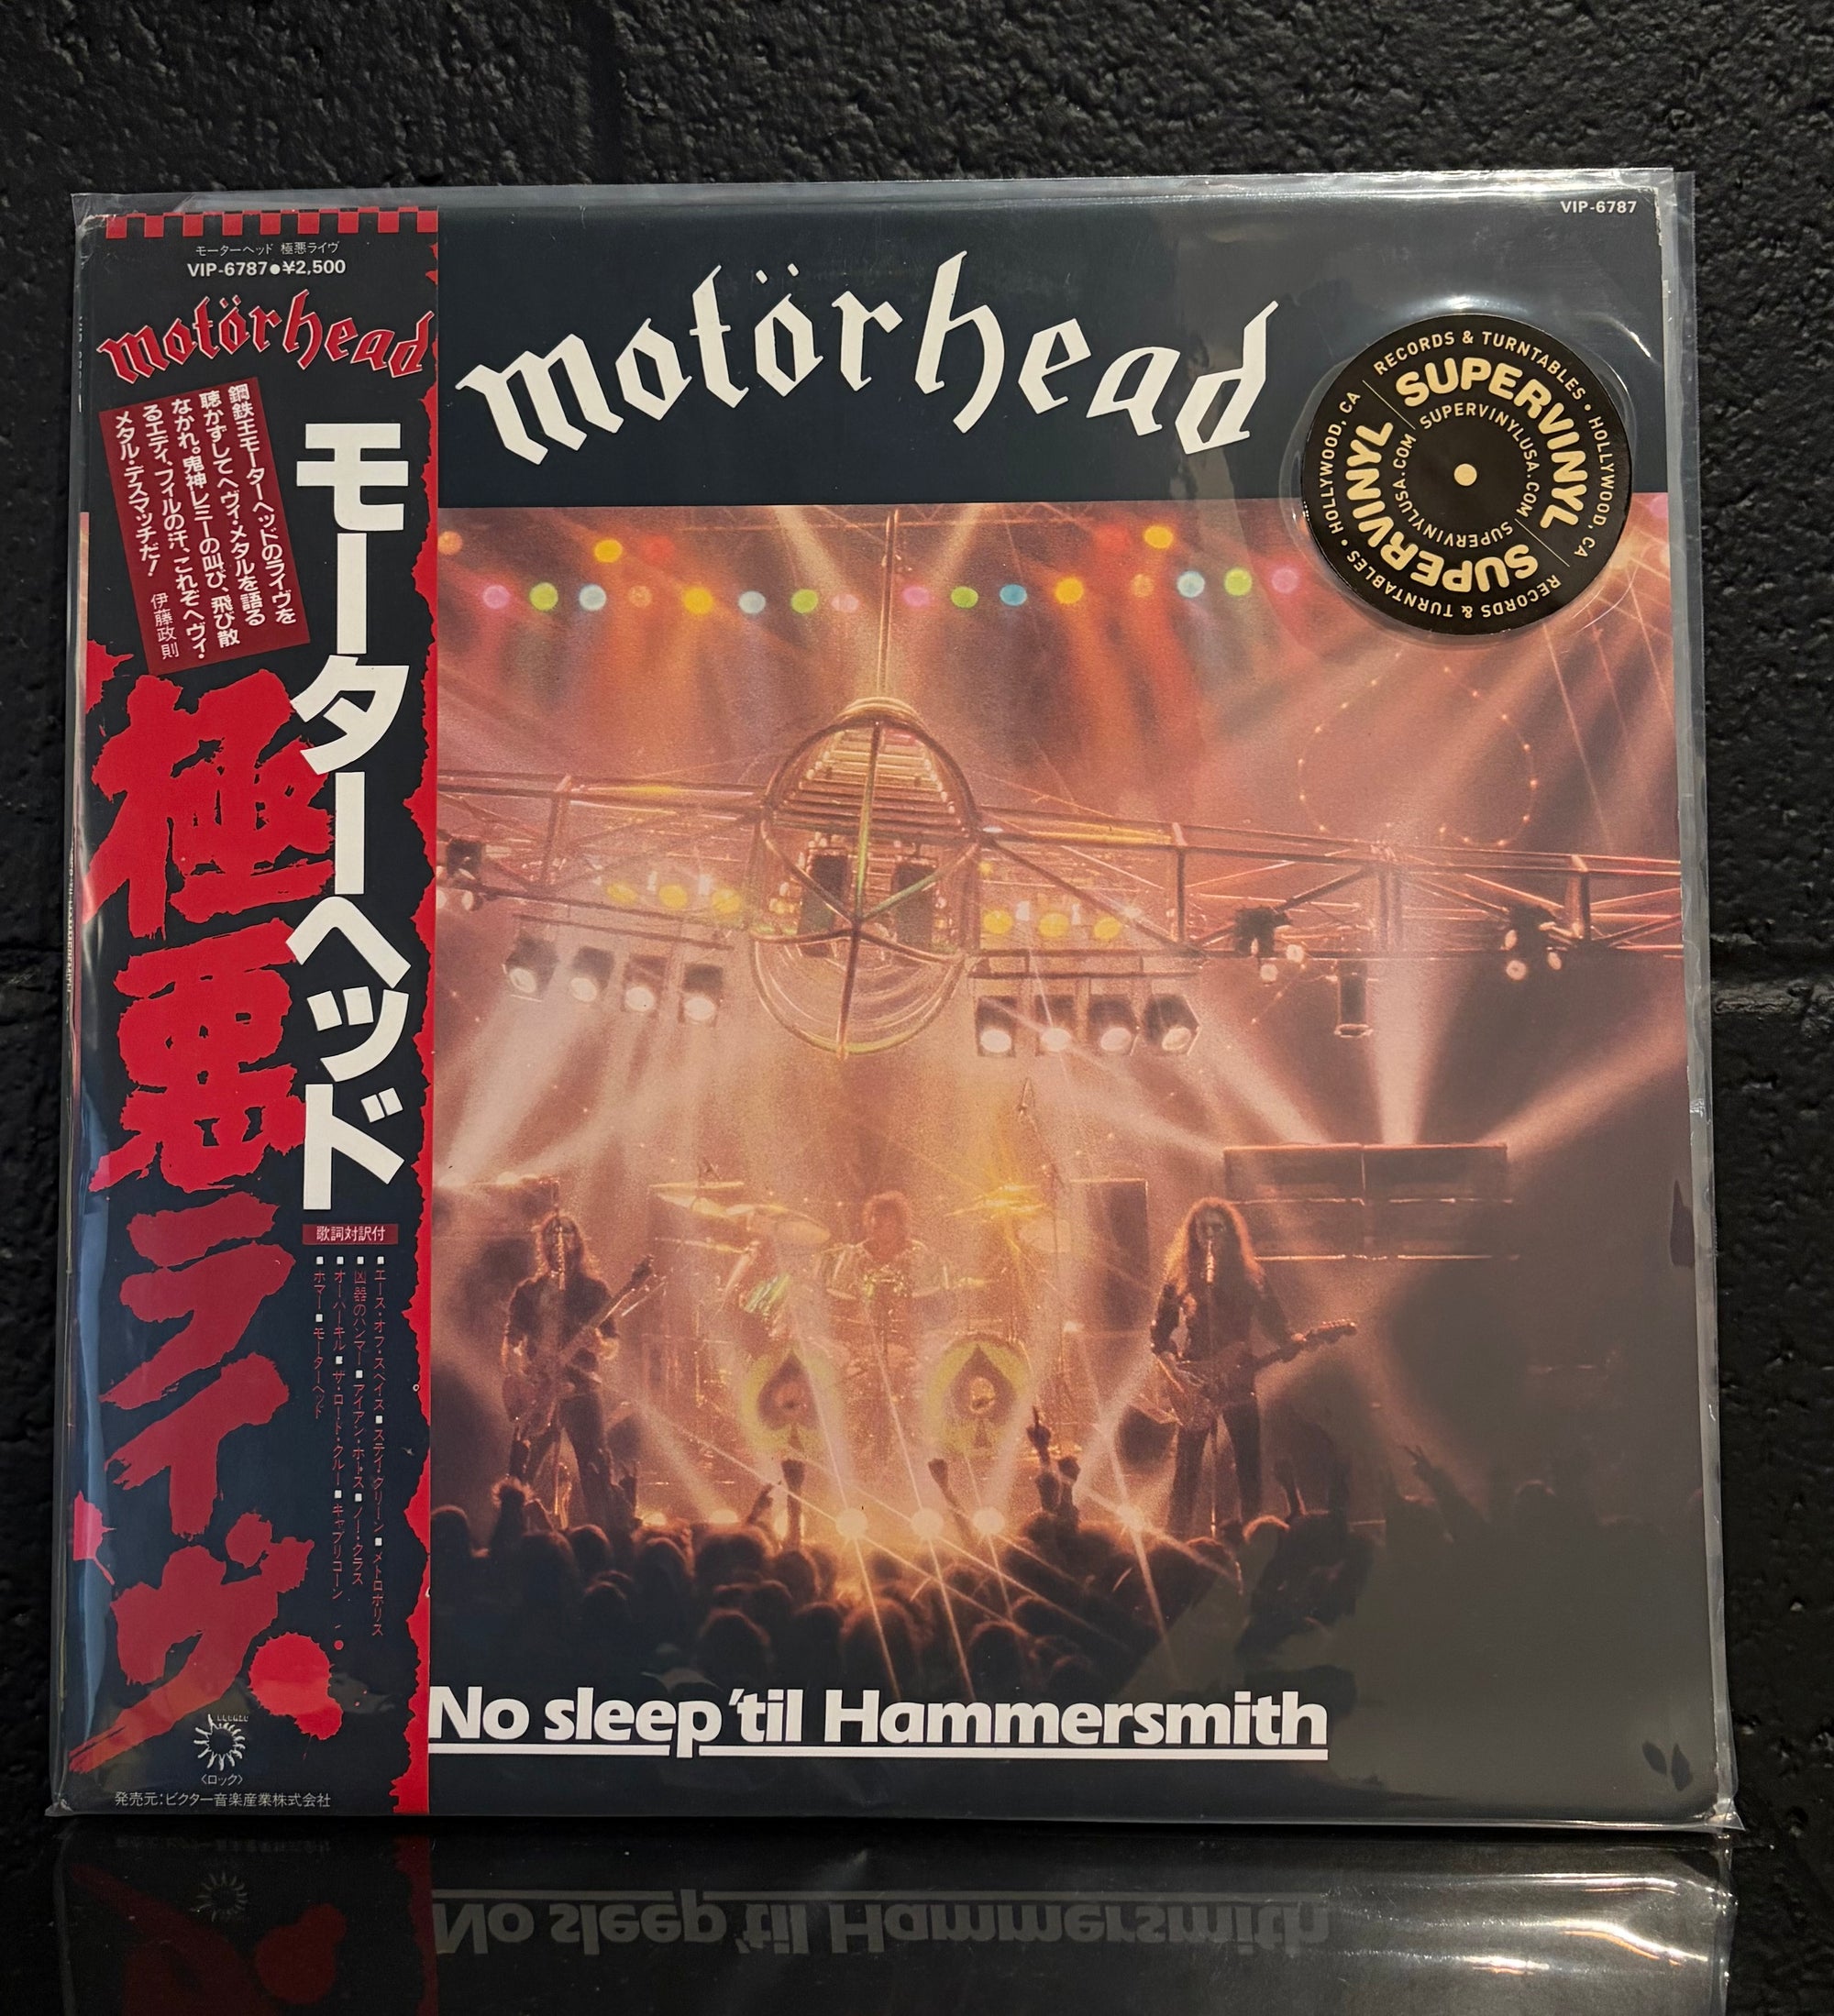 VIP-6787
モーターヘッド 極悪ライヴ
VIP-6787●¥2,500
motörhead
鋼鉄王モーターヘッドのライヴを
聴かずしてヘヴィ・メタルを語る
なかれ。鬼神レミーの叫び、飛び散
るエディ、フィルの汗、これぞヘヴィ・
メタル・デスマッチだ!
伊藤政則
モーターヘッド
極悪ライヴ
歌詞対訳付
■エース・オブ・スペイズ■ステイ・クリーン■メトロポリス
■凶器のハンマー■アイアン・ホース■ノー・クラス
■オーバーキル■ザ・ロード・クルー■キャプリコーン
■ボマー■モーターヘッド
BRONZE
〈ロック〉
発売元:ビクター音楽産業株式会社
motörhead
RECORDS & TURNTABLES • HOLLYWOOD, CA
RECORDS & TURNTABLES • HOLLYWOOD, CA
SUPERVINYL
SUPERVINYL
SUPERVINYLUSA.COM
SUPERVINYLUSA.COM
No sleep 'til Hammersmith